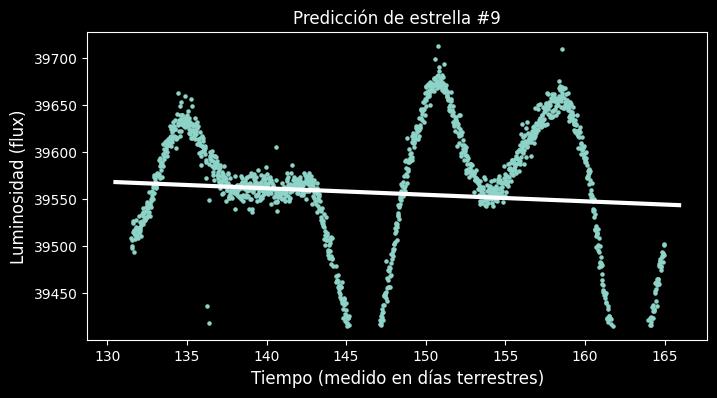 Predicción de estrella #9
Luminosidad (flux)
39700
39650
39600
39550
39500
39450
130 135 140 145 150 155 160 165
Tiempo (medido en días terrestres)